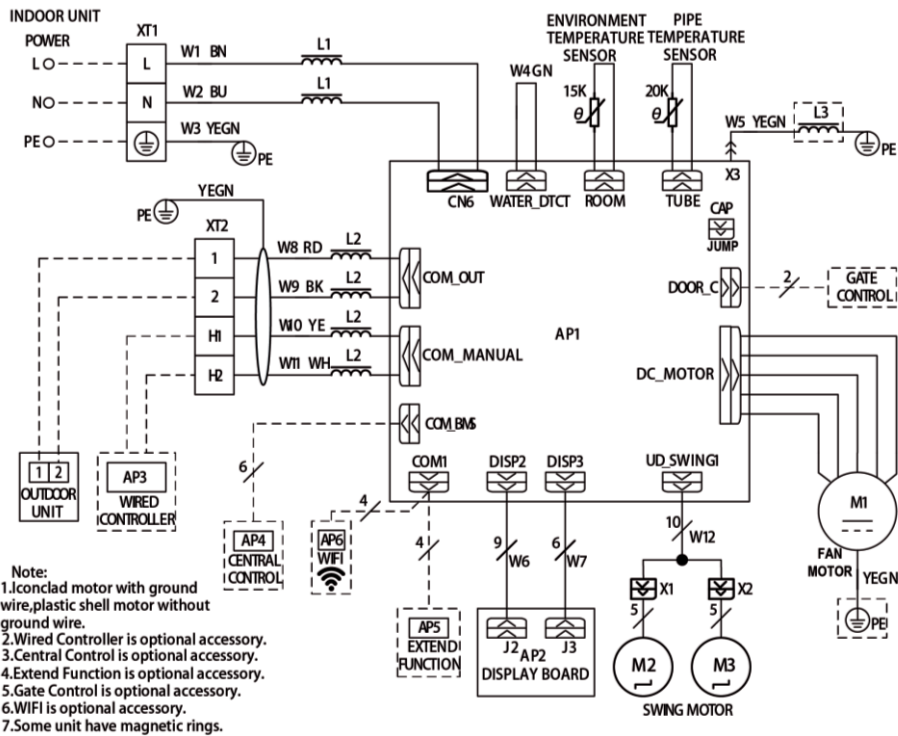 INDOOR UNIT
POWER
XT1
L
L
W1 BN
L1
N
N
W2 BU
L1
PE
W3 YEGN
PE
ENVIRONMENT
TEMPERATURE
SENSOR
PIPE
TEMPERATURE
SENSOR
W4GN
15K
θ
20K
θ
W5 YEGN
L3
PE
X3
CN6
WATER_DTCT
ROOM
TUBE
CAP
JUMP
YEGN
PE
XT2
1
W8 RD
L2
COM_OUT
2
W9 BK
L2
H1
W10 YE
L2
COM_MANUAL
H2
W11 WH
L2
COM_BMS
AP1
DOOR_C
2
GATE
CONTROL
DC_MOTOR
COM1
DISP2
DISP3
UD_SWING1
1 2
OUTDOOR
UNIT
AP3
WIRED
CONTROLLER
6
AP4
CENTRAL
CONTROL
4
AP6
WIFI
4
AP5
EXTEND
FUNCTION
9
W6
6
W7
J2
J3
AP2
DISPLAY BOARD
10
W12
X1
X2
5
5
M2
M3
SWING MOTOR
M1
FAN
MOTOR
YEGN
PE
Note:
1.Iconclad motor with ground
wire,plastic shell motor without
ground wire.
2.Wired Controller is optional accessory.
3.Central Control is optional accessory.
4.Extend Function is optional accessory.
5.Gate Control is optional accessory.
6.WIFI is optional accessory.
7.Some unit have magnetic rings.